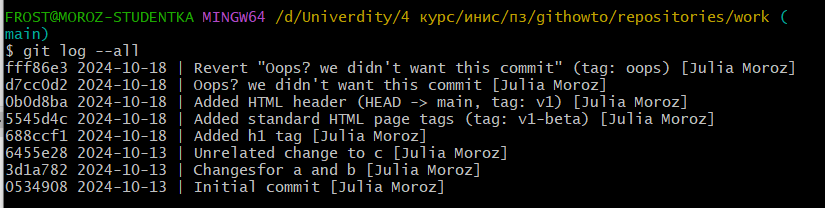 FROST@MOROZ-STUDENTKA MINGW64 /d/Univerdity/4 курс/инис/пз/githowto/repositories/work (
main)
$ git log --all
fff86e3 2024-10-18 | Revert "Oops? we didn't want this commit" (tag: oops) [Julia Moroz]
d7cc0d2 2024-10-18 | Oops? we didn't want this commit [Julia Moroz]
0b0d8ba 2024-10-18 | Added HTML header (HEAD -> main, tag: v1) [Julia Moroz]
5545d4c 2024-10-18 | Added standard HTML page tags (tag: v1-beta) [Julia Moroz]
688ccf1 2024-10-18 | Added h1 tag [Julia Moroz]
6455e28 2024-10-13 | Unrelated change to c [Julia Moroz]
3d1a782 2024-10-13 | Changesfor a and b [Julia Moroz]
0534908 2024-10-13 | Initial commit [Julia Moroz]